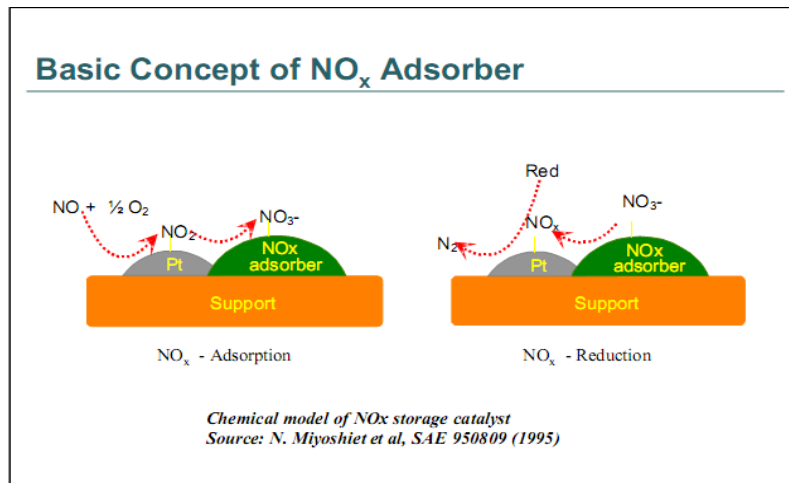 Basic Concept of NOx Adsorber
NO + ½ O2
NO2
NO3-
Pt
NOx
adsorber
Support
NOx - Adsorption
Red
N2
NOx
NO3-
Pt
NOx
adsorber
Support
NOx - Reduction
Chemical model of NOx storage catalyst
Source: N. Miyoshiet et al, SAE 950809 (1995)